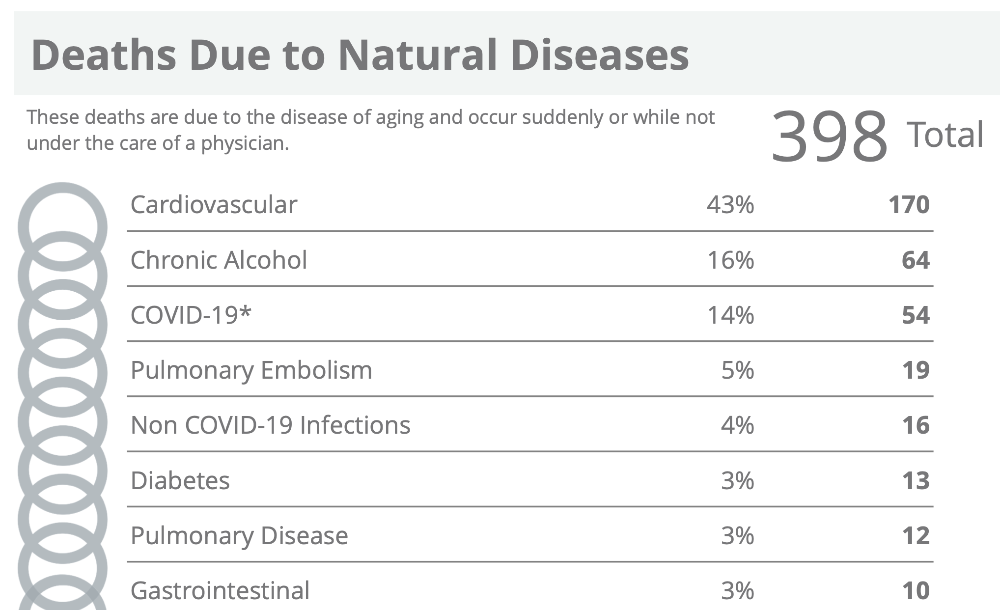 Deaths Due to Natural Diseases
These deaths are due to the disease of aging and occur suddenly or while not
under the care of a physician.
398 Total
Cardiovascular 43% 170
Chronic Alcohol 16% 64
COVID-19* 14% 54
Pulmonary Embolism 5% 19
Non COVID-19 Infections 4% 16
Diabetes 3% 13
Pulmonary Disease 3% 12
Gastrointestinal 3% 10